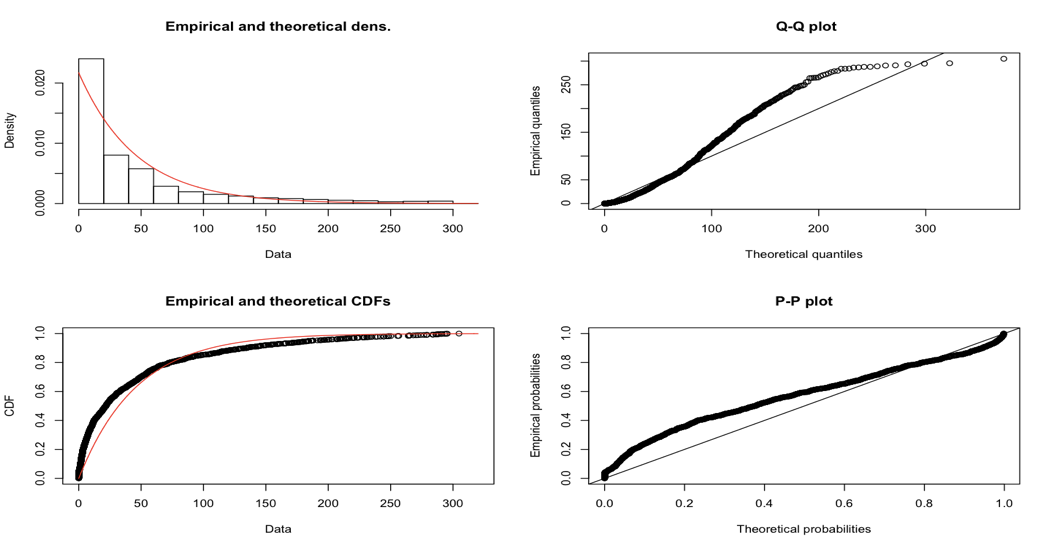 Empirical and theoretical dens.
Density
0.000 0.010 0.020
0 50 100 150 200 250 300
Data
Q-Q plot
Empirical quantiles
0 50 150 250
0 100 200 300
Theoretical quantiles
Empirical and theoretical CDFs
CDF
0.0 0.2 0.4 0.6 0.8 1.0
0 50 100 150 200 250 300
Data
P-P plot
Empirical probabilities
0.0 0.2 0.4 0.6 0.8 1.0
0.0 0.2 0.4 0.6 0.8 1.0
Theoretical probabilities